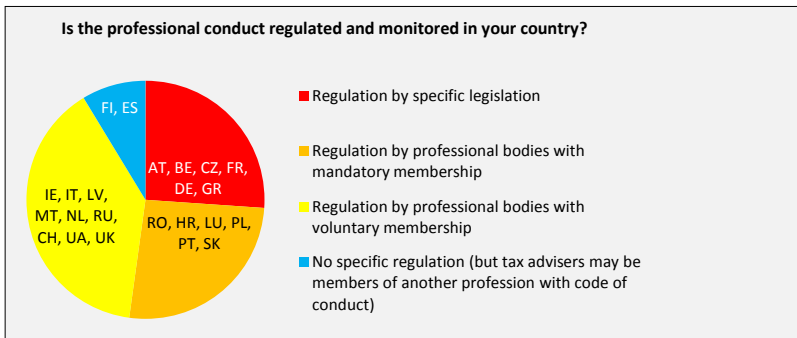 Is the professional conduct regulated and monitored in your country?
FI, ES
AT, BE, CZ, FR,
DE, GR
IE, IT, LV,
MT, NL, RU,
CH, UA, UK
RO, HR, LU, PL,
PT, SK
Regulation by specific legislation
Regulation by professional bodies with
mandatory membership
Regulation by professional bodies with
voluntary membership
No specific regulation (but tax advisers may be
members of another profession with code of
conduct)